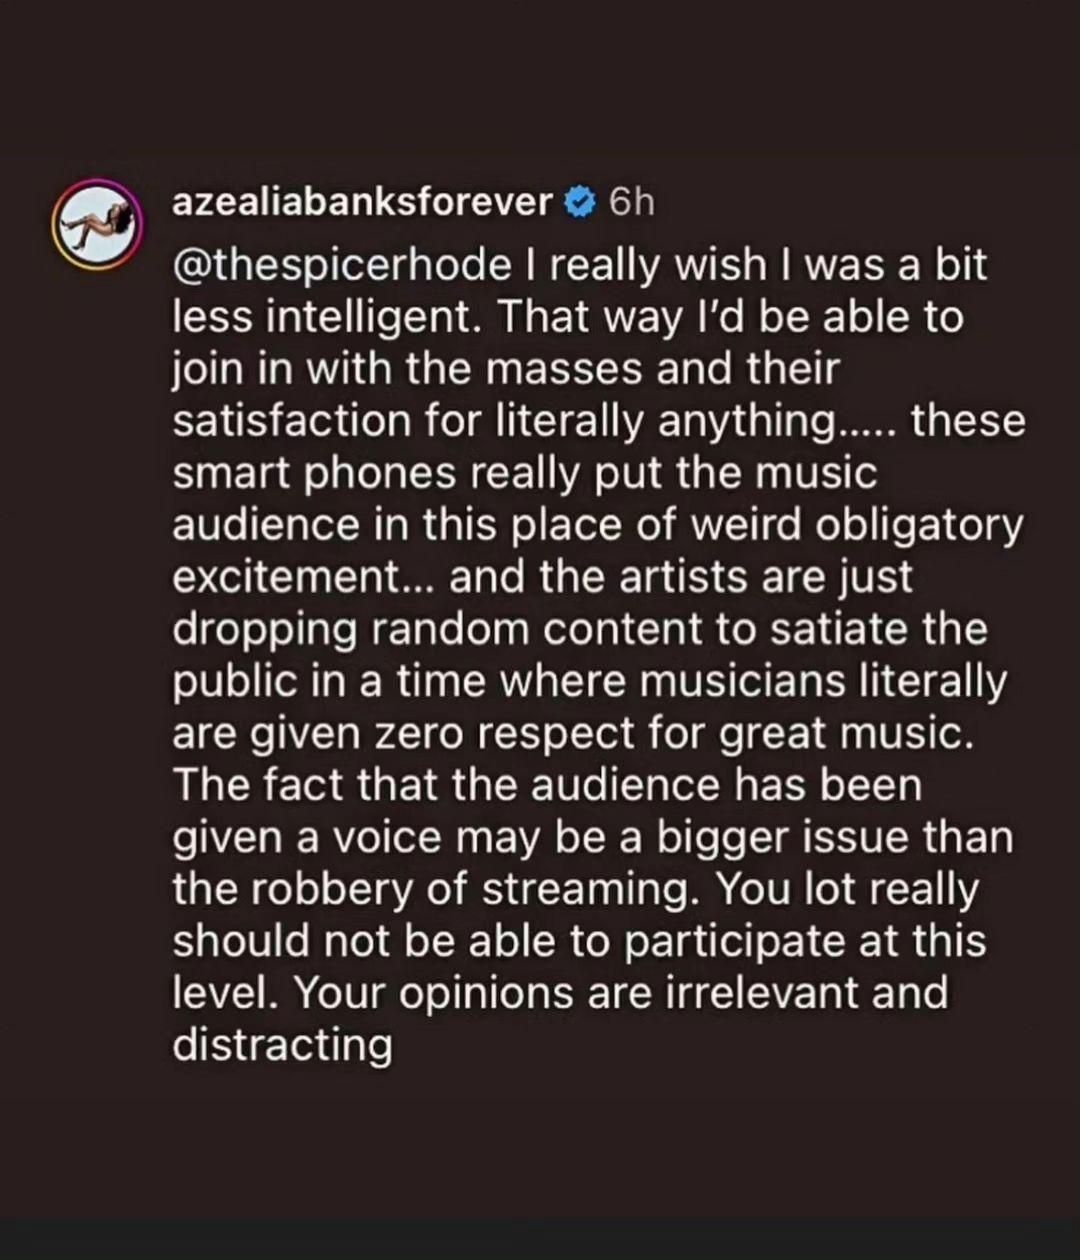 azealiabanksforever 6h
@thespicerhode I really wish I was a bit
less intelligent. That way I'd be able to
join in with the masses and their
satisfaction for literally anything..... these
smart phones really put the music
audience in this place of weird obligatory
excitement... and the artists are just
dropping random content to satiate the
public in a time where musicians literally
are given zero respect for great music.
The fact that the audience has been
given a voice may be a bigger issue than
the robbery of streaming. You lot really
should not be able to participate at this
level. Your opinions are irrelevant and
distracting